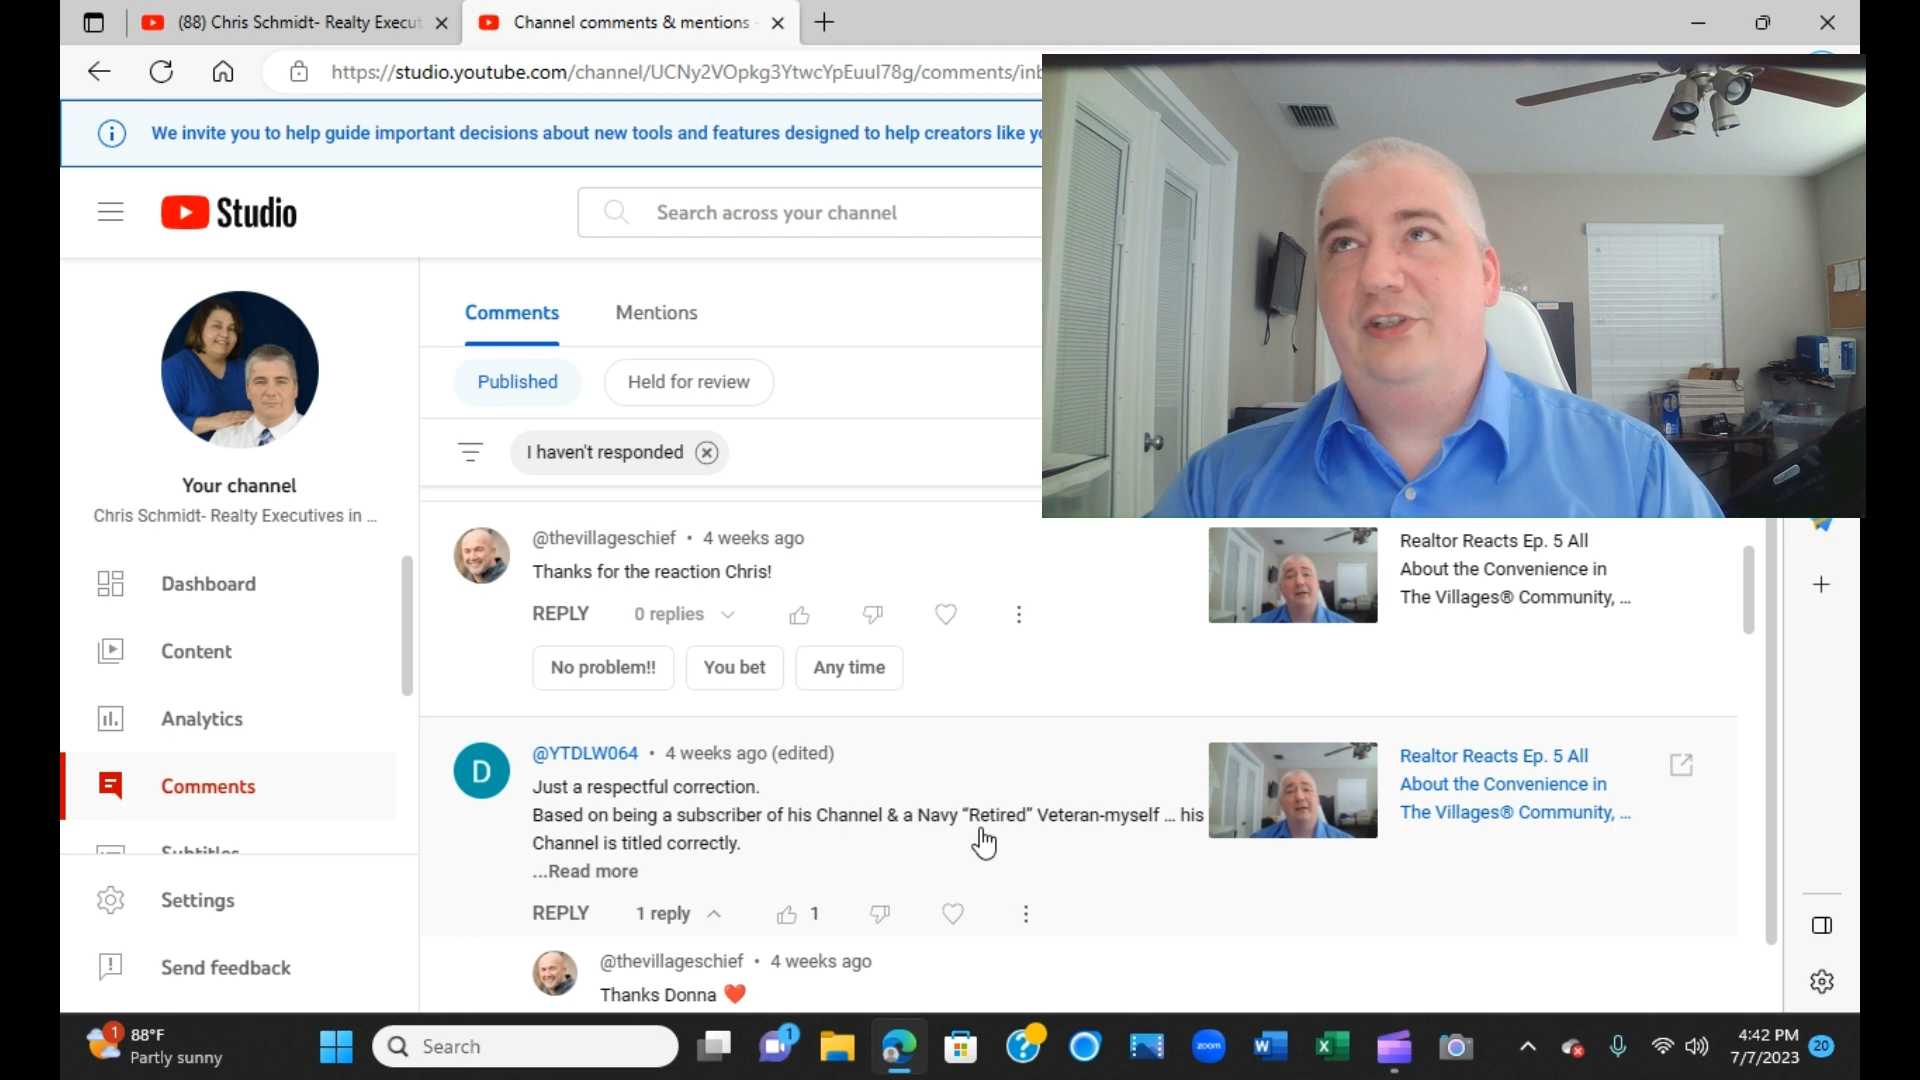 (88) Chris Schmidt- Realty Execut
Channel comments & mentions
https://studio.youtube.com/channel/UCNy2VOpkg3YtwcYpEuuI78g/comments/inb
We invite you to help guide important decisions about new tools and features designed to help creators like yo
Studio
Search across your channel
Comments
Mentions
Published
Held for review
I haven't responded
Your channel
Chris Schmidt- Realty Executives in ...
Dashboard
Content
Analytics
Comments
Subtitles
Settings
Send feedback
@thevillageschief • 4 weeks ago
Thanks for the reaction Chris!
REPLY
0 replies
No problem!!
You bet
Any time
Realtor Reacts Ep. 5 All
About the Convenience in
The Villages® Community, ...
D
@YTDLW064 • 4 weeks ago (edited)
Just a respectful correction.
Based on being a subscriber of his Channel & a Navy “Retired” Veteran-myself ... his
Channel is titled correctly.
...Read more
REPLY
1 reply
1
Realtor Reacts Ep. 5 All
About the Convenience in
The Villages® Community, ...
@thevillageschief • 4 weeks ago
Thanks Donna ❤️
1
88°F
Partly sunny
Search
1
zoom
W
X
4:42 PM
7/7/2023
20